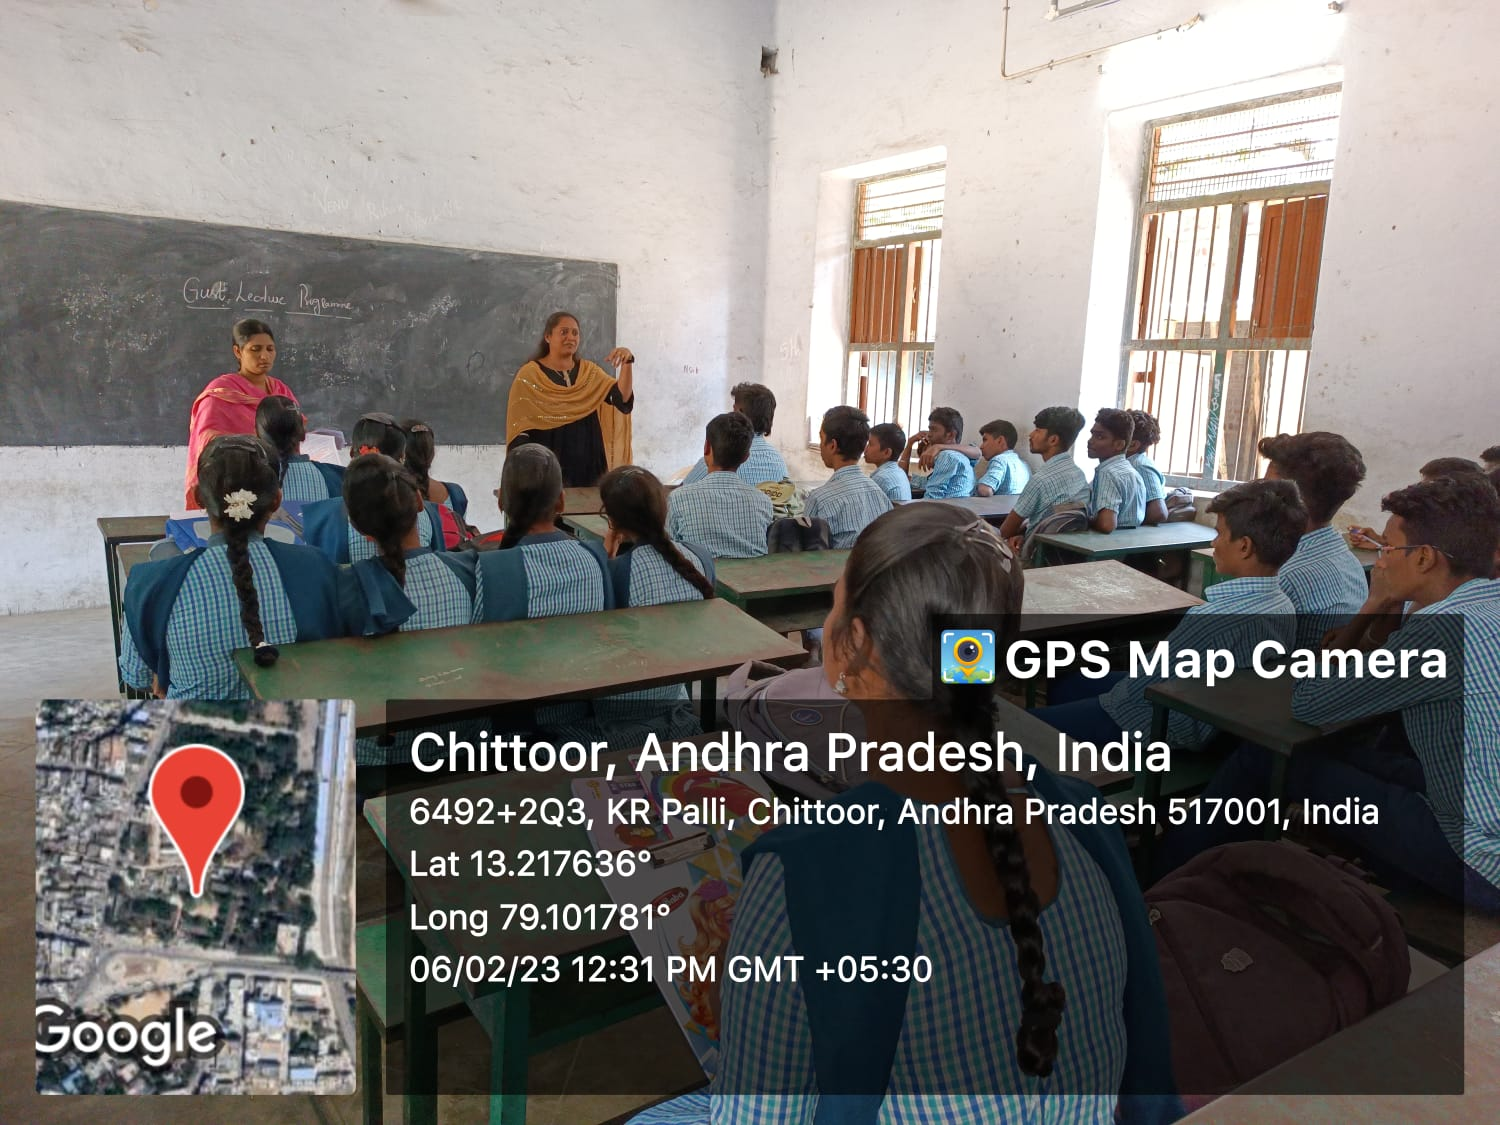 Gust Lecture Programme
GPS Map Camera
Chittoor, Andhra Pradesh, India
6492+2Q3, KR Palli, Chittoor, Andhra Pradesh 517001, India
Lat 13.217636°
Long 79.101781°
06/02/23 12:31 PM GMT +05:30
Google